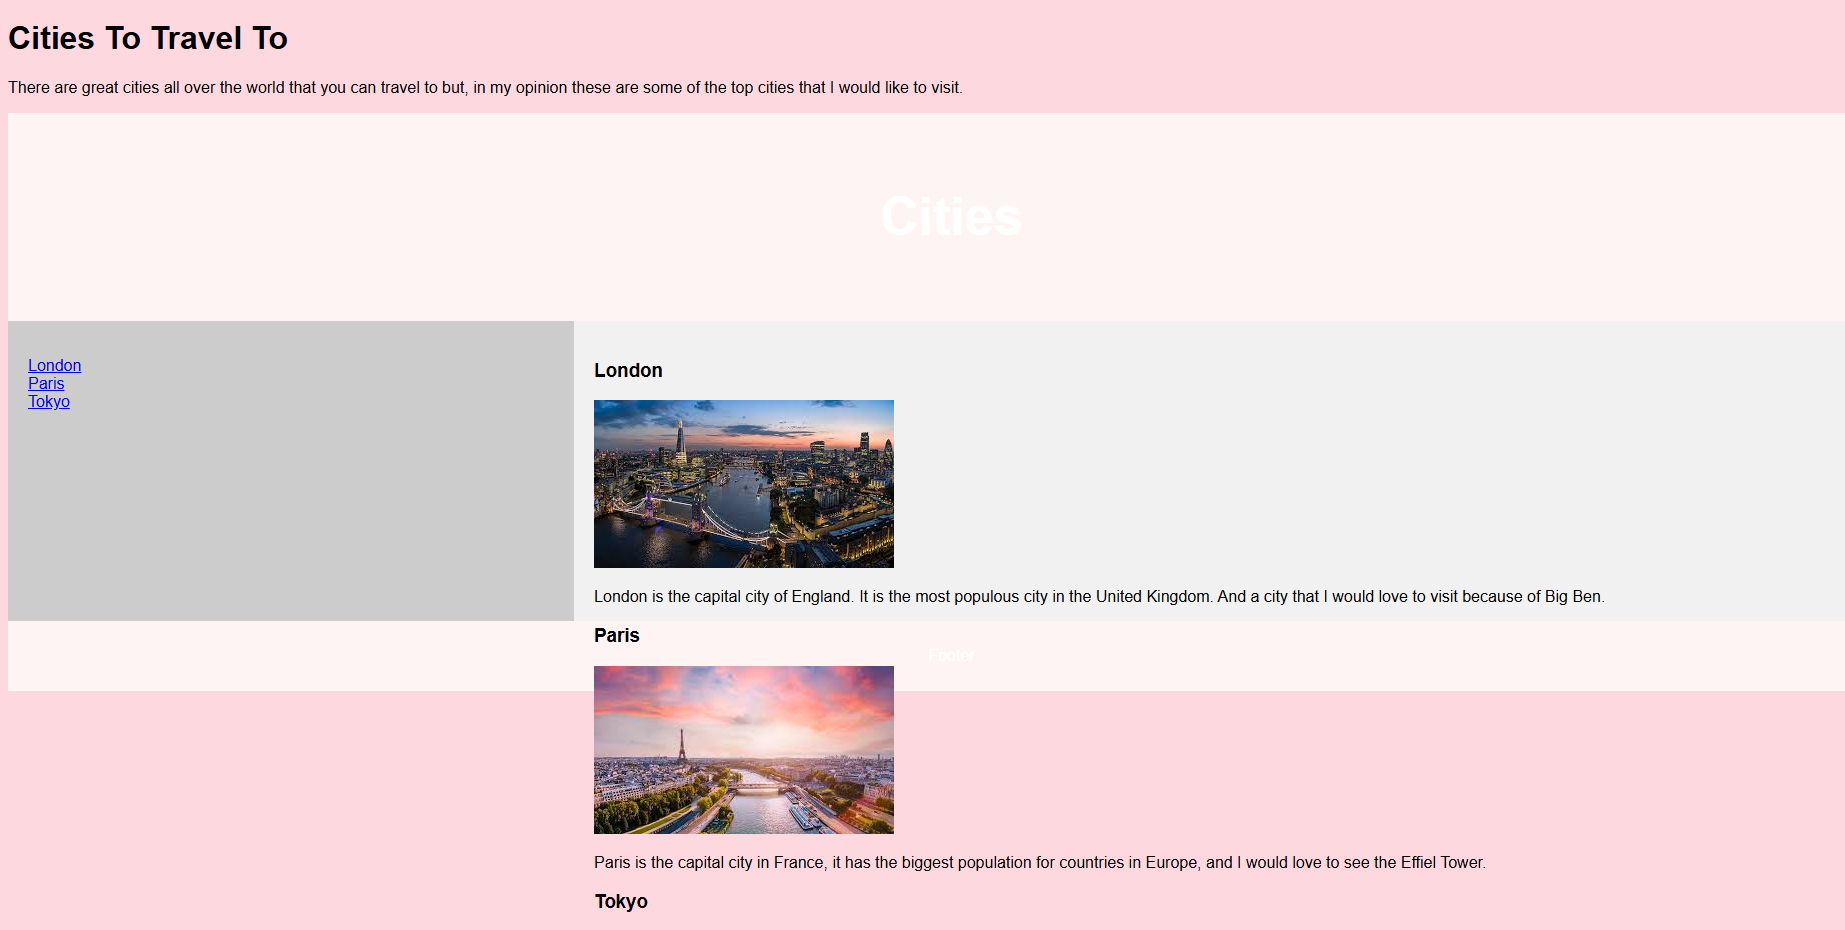 Cities To Travel To
There are great cities all over the world that you can travel to but, in my opinion these are some of the top cities that I would like to visit.
Cities
London
Paris
Tokyo
London
London is the capital city of England. It is the most populous city in the United Kingdom. And a city that I would love to visit because of Big Ben.
Paris
Footer
Paris is the capital city in France, it has the biggest population for countries in Europe, and I would love to see the Effiel Tower.
Tokyo